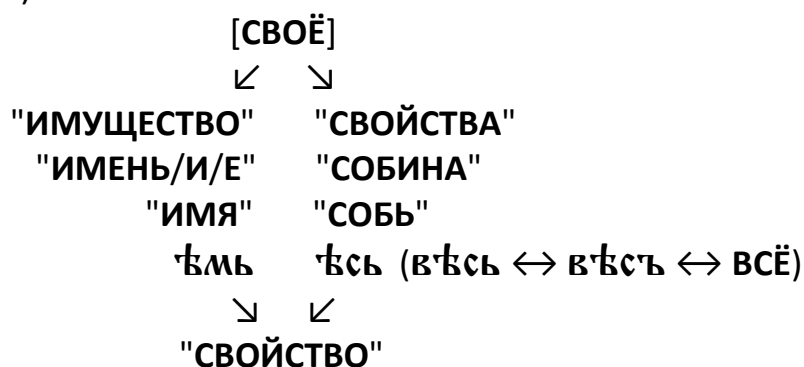 [СВОЁ]
↙ ↘
"ИМУЩЕСТВО" "СВОЙСТВА"
"ИМЕНЬ/И/Е" "СОБИНА"
"ИМЯ" "СОБЬ"
ѣмь ѣсь (вѣсь ↔ вѣсъ ↔ ВСЁ)
↘ ↙
"СВОЙСТВО"